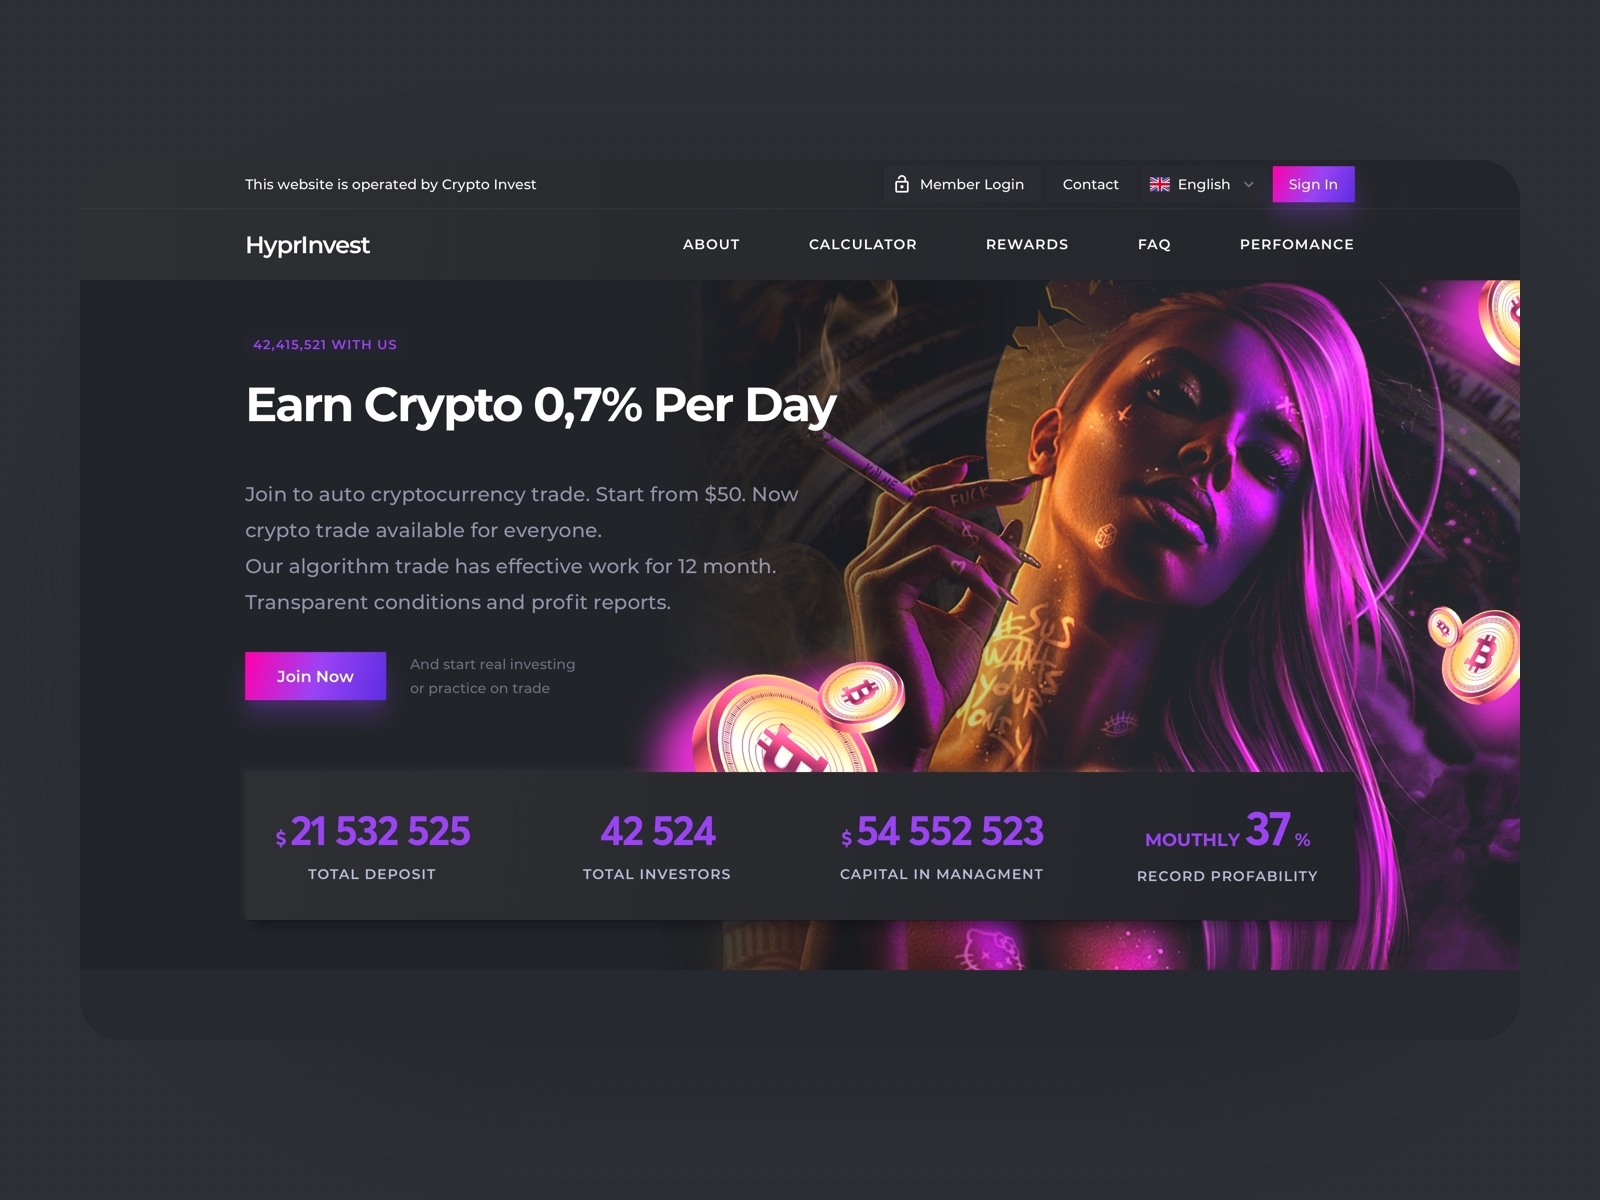 This website is operated by Crypto Invest
Member Login
Contact
English
Sign In
HyprInvest
ABOUT
CALCULATOR
REWARDS
FAQ
PERFOMANCE
42,415,521 WITH US
Earn Crypto 0,7% Per Day
Join to auto cryptocurrency trade. Start from $50. Now
crypto trade available for everyone.
Our algorithm trade has effective work for 12 month.
Transparent conditions and profit reports.
Join Now
And start real investing
or practice on trade
FUCK
WANTS
YOUR
$ 21 532 525
TOTAL DEPOSIT
42 524
TOTAL INVESTORS
$ 54 552 523
CAPITAL IN MANAGMENT
MOUTHLY 37 %
RECORD PROFABILITY